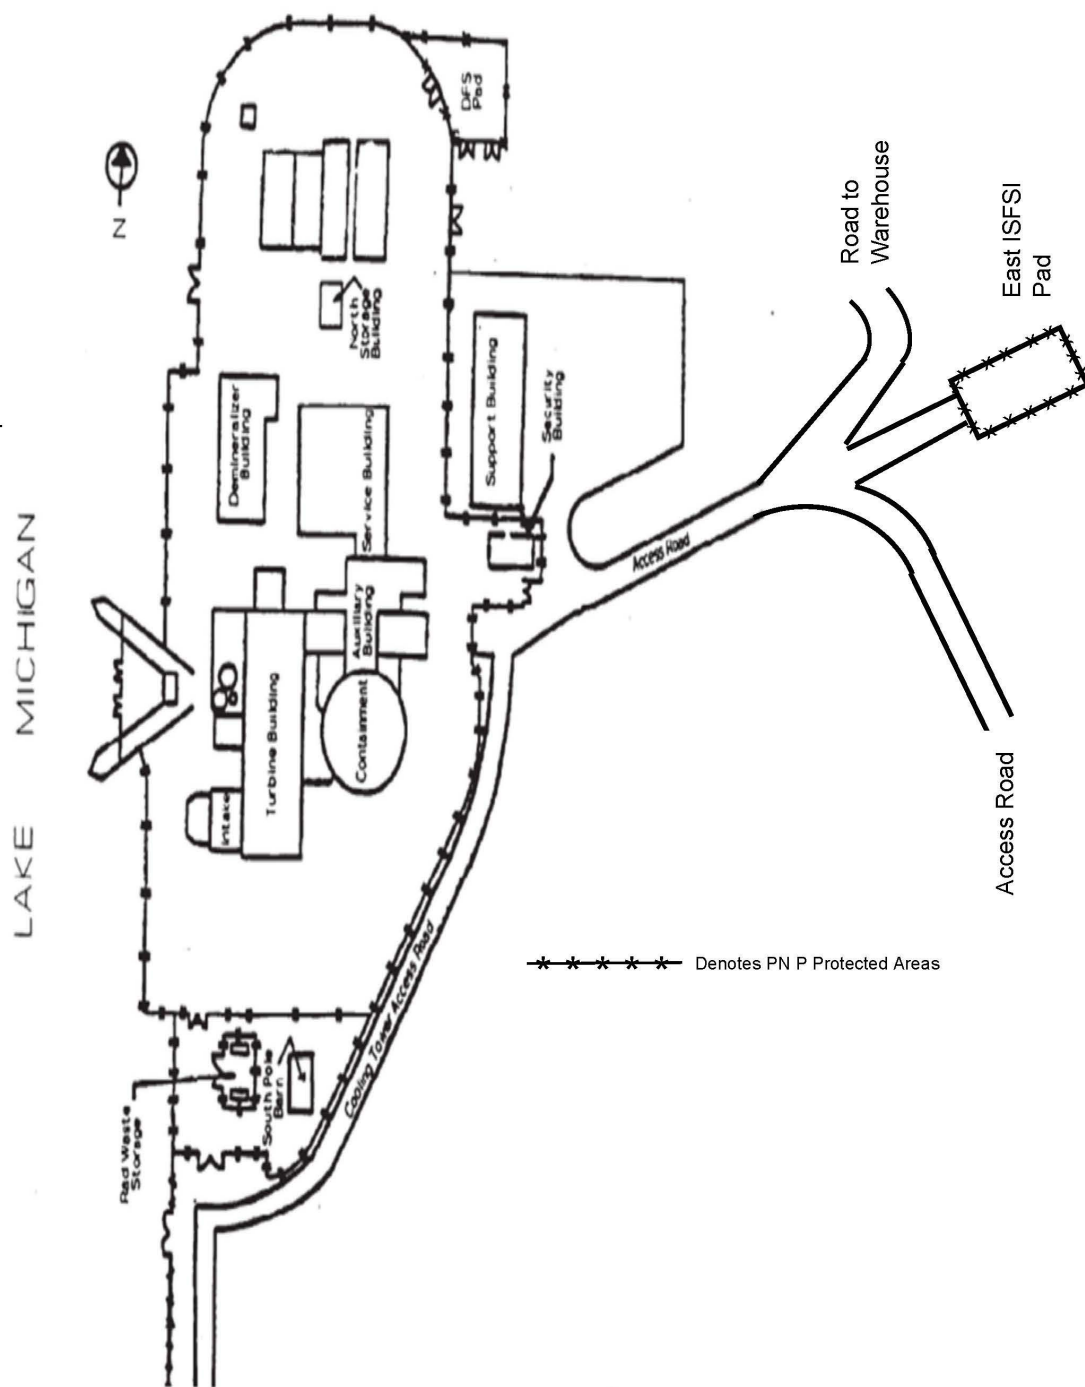 LAKE MICHIGAN
N
DFS
Pad
North
Storage
Building
Demineralizer
Building
Service Building
Support Building
Security
Building
Auxiliary
Building
Turbine Building
Containment
Intake
Access Road
Road to
Warehouse
East ISFSI
Pad
Access Road
Cooling Tower Access Road
Rad Waste
Storage
South Pole
Barn
Denotes PN P Protected Areas